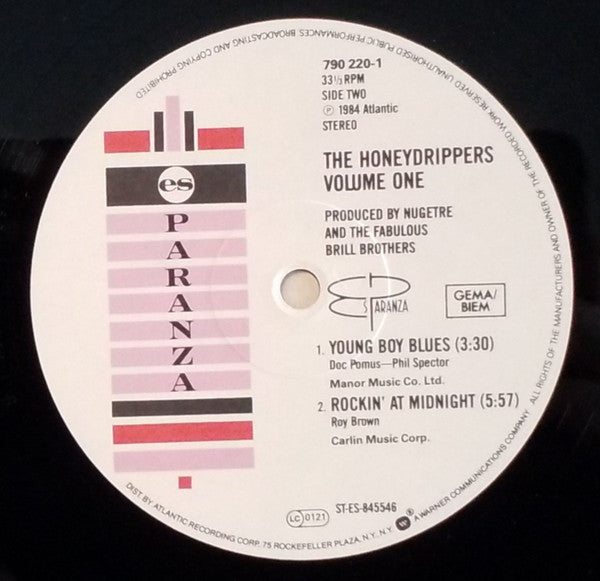 790 220-1
33⅓ RPM
SIDE TWO
℗ 1984 Atlantic
STEREO
THE HONEYDRIPPERS
VOLUME ONE
PRODUCED BY NUGETRE
AND THE FABULOUS
BRILL BROTHERS
es
PARANZA
ES PARANZA
GEMA/
BIEM
1. YOUNG BOY BLUES (3:30)
Doc Pomus—Phil Spector
Manor Music Co. Ltd.
2. ROCKIN' AT MIDNIGHT (5:57)
Roy Brown
Carlin Music Corp.
LC 0121
ST-ES-845546
DIST. BY ATLANTIC RECORDING CORP. 75 ROCKEFELLER PLAZA, N.Y., N.Y. W ® A WARNER COMMUNICATIONS COMPANY. ALL RIGHTS OF THE MANUFACTURERS AND OWNER OF THE RECORDED WORK RESERVED. UNAUTHORISED PUBLIC PERFORMANCES BROADCASTING AND COPYING PROHIBITED